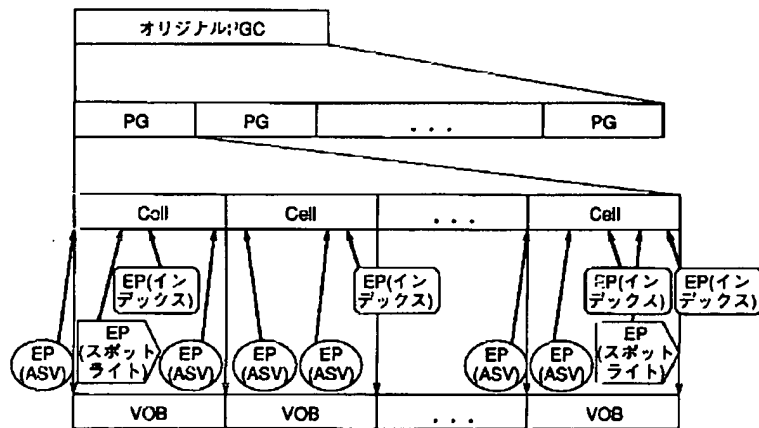 オリジナルPGC
PG PG ... PG
Cell Cell ... Cell
EP(イン
デックス)
EP(イン
デックス)
EP(イン
デックス)
EP(イン
デックス)
EP
(ASV)
EP
(スポット
ライト)
EP
(ASV)
EP
(ASV)
EP
(ASV)
EP
(ASV)
EP
(ASV)
EP
(スポット
ライト)
VOB VOB ... VOB